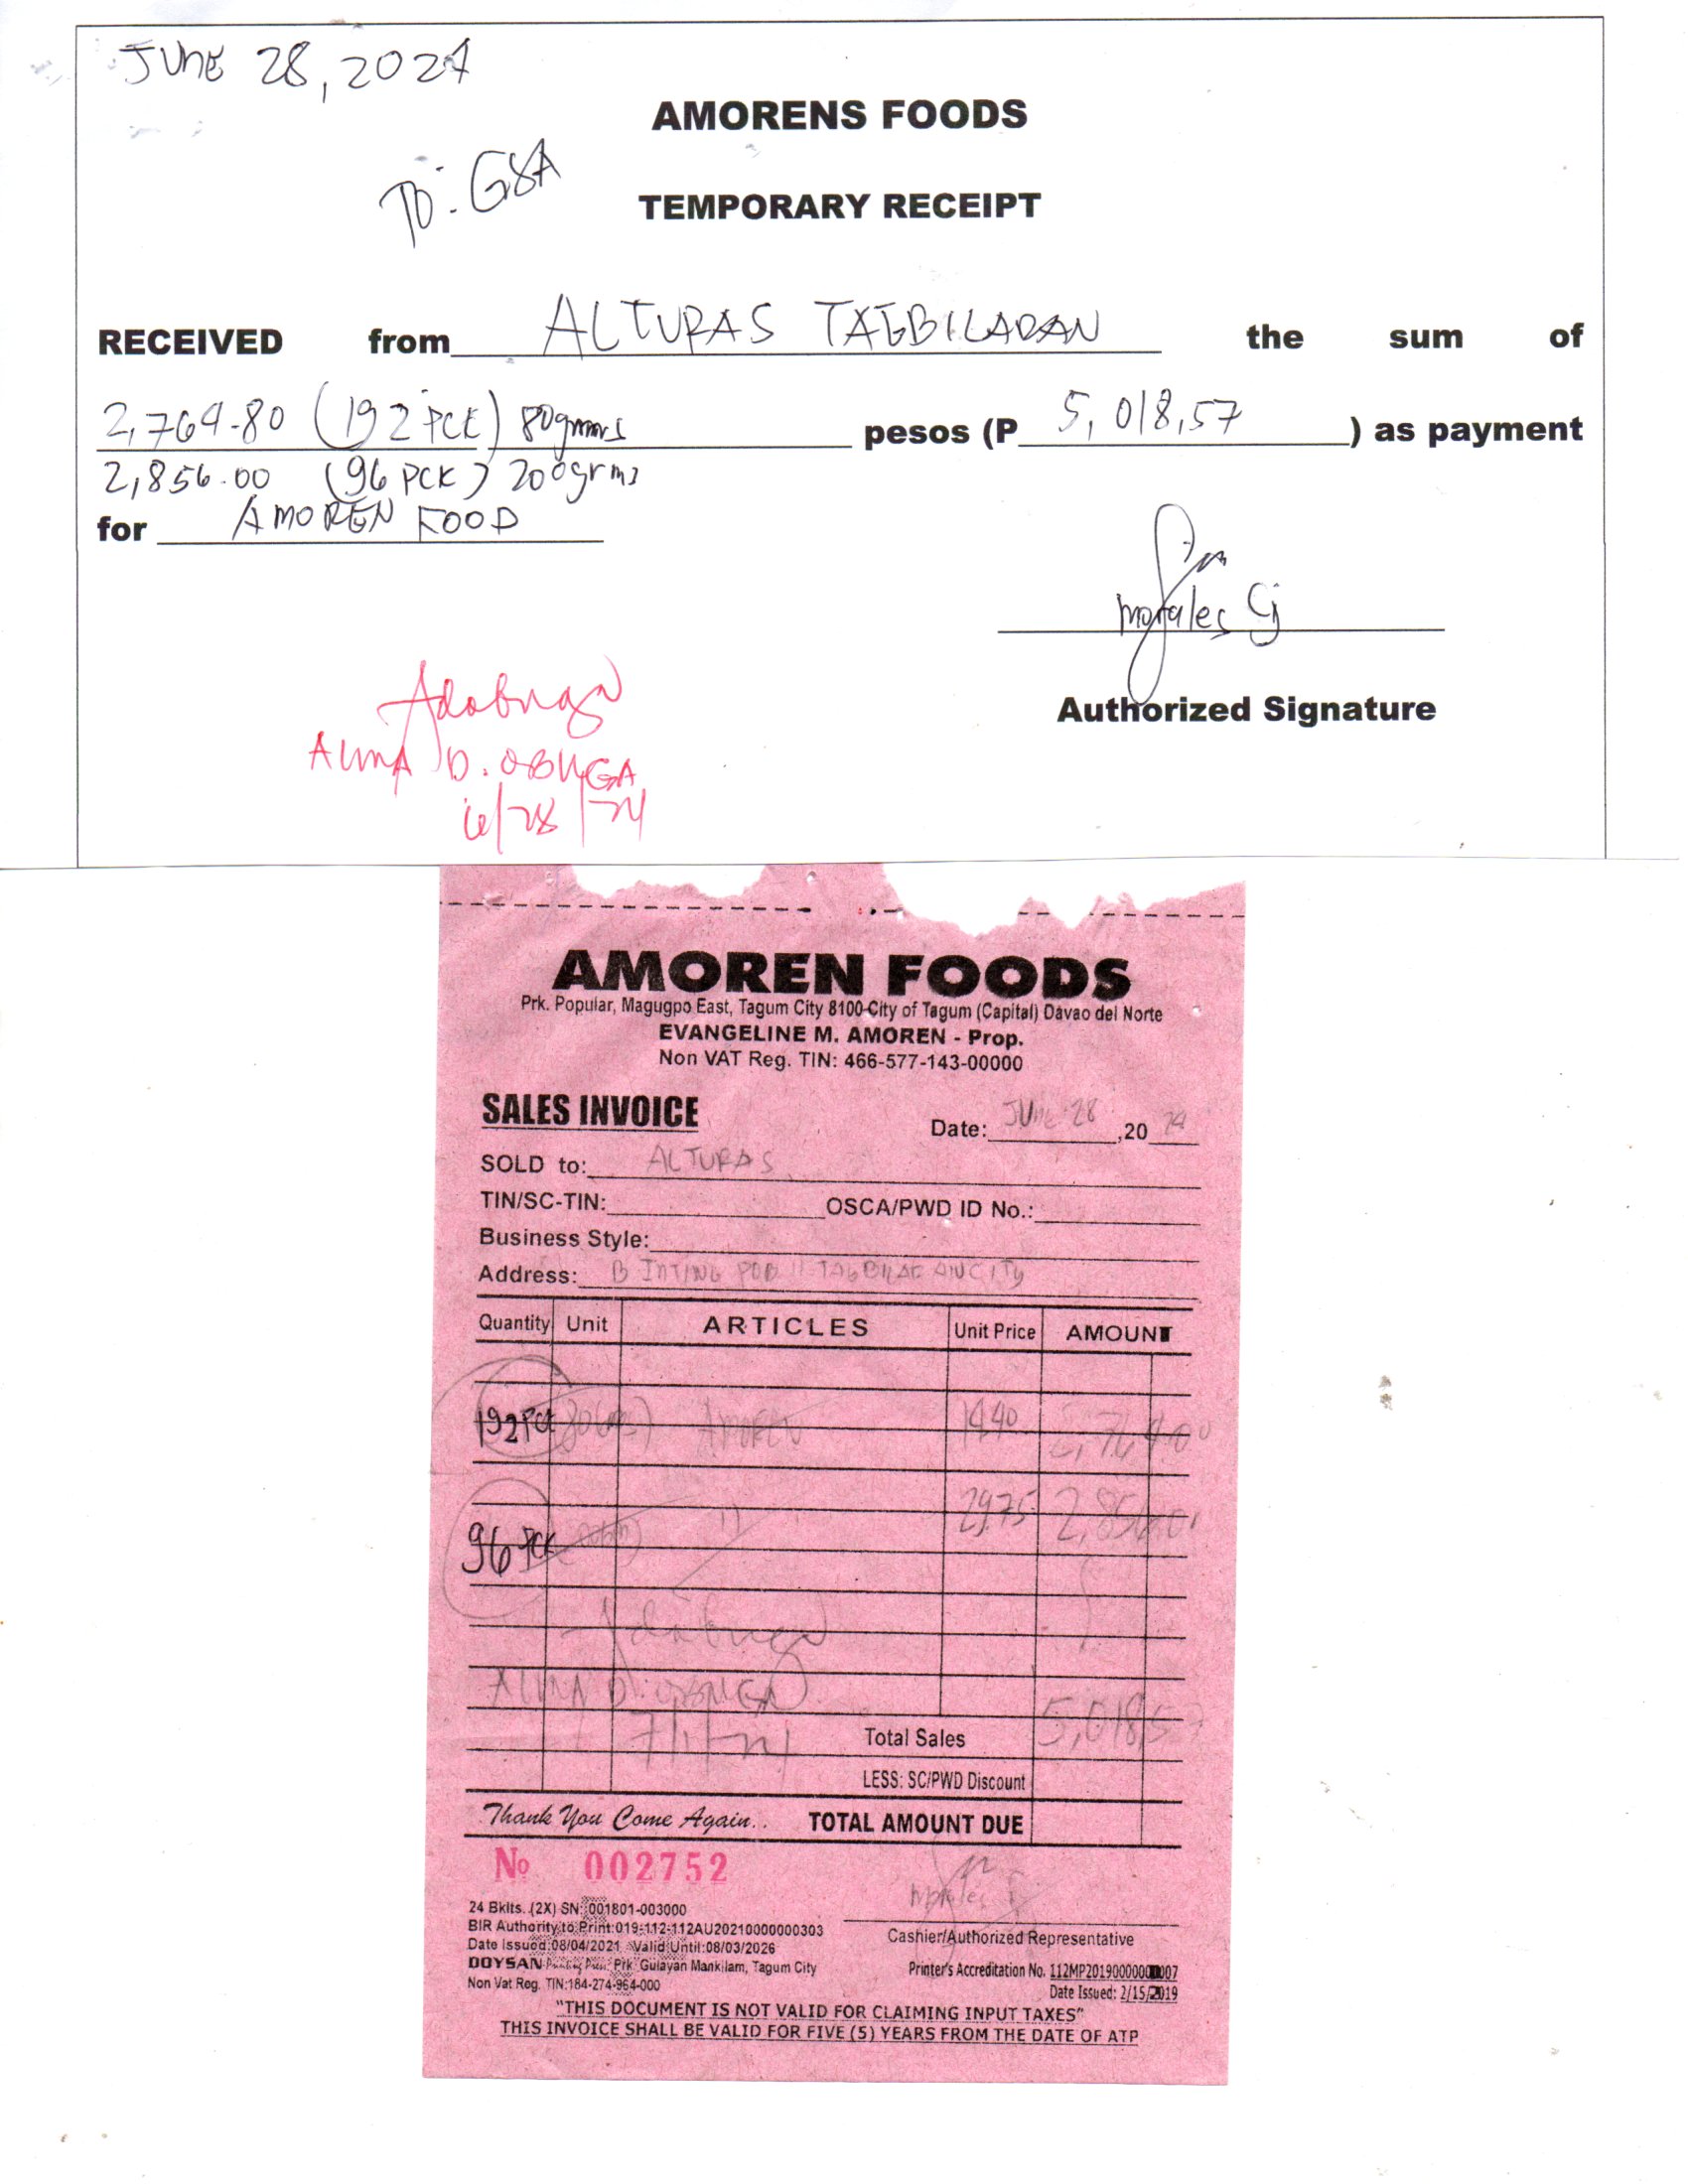 JUNE 28, 2024
AMORENS FOODS
TO: GSA
TEMPORARY RECEIPT
RECEIVED from ALTURAS TAGBILARAN the sum of
2,764.80 (192 PCK) 80grms pesos (P 5,018.57 ) as payment
2,856.00 (96 PCK) 200grms
for AMOREN FOOD
Morales Cj
Authorized Signature
ALMA D. OBUGA
6/28/24
AMOREN FOODS
Prk. Popular, Magugpo East, Tagum City 8100-City of Tagum (Capital) Davao del Norte
EVANGELINE M. AMOREN - Prop.
Non VAT Reg. TIN: 466-577-143-00000
SALES INVOICE
Date: JUNE 28 ,20 24
SOLD to: ALTURAS
TIN/SC-TIN: OSCA/PWD ID No.:
Business Style:
Address: B INTING POB II TAGBILARAN CITY
Quantity Unit ARTICLES Unit Price AMOUNT
192 PCK AMOREN 14.40
96 PCK 29.75 2,856.00
ALMA D. OBUGA
7/1/24 Total Sales 5,018.57
LESS: SC/PWD Discount
Thank You Come Again.. TOTAL AMOUNT DUE
No 002752
Morales
24 Bklts. (2X) SN: 001801-003000
BIR Authority to Print:019-112-112AU20210000000303
Cashier/Authorized Representative
Date Issued:08/04/2021 Valid Until:08/03/2026
DOYSAN Printing Press Prk. Gulayan Mankilam, Tagum City
Printer's Accreditation No. 112MP20190000000007
Non Vat Reg. TIN:184-274-964-000
Date Issued: 2/15/2019
"THIS DOCUMENT IS NOT VALID FOR CLAIMING INPUT TAXES"
THIS INVOICE SHALL BE VALID FOR FIVE (5) YEARS FROM THE DATE OF ATP